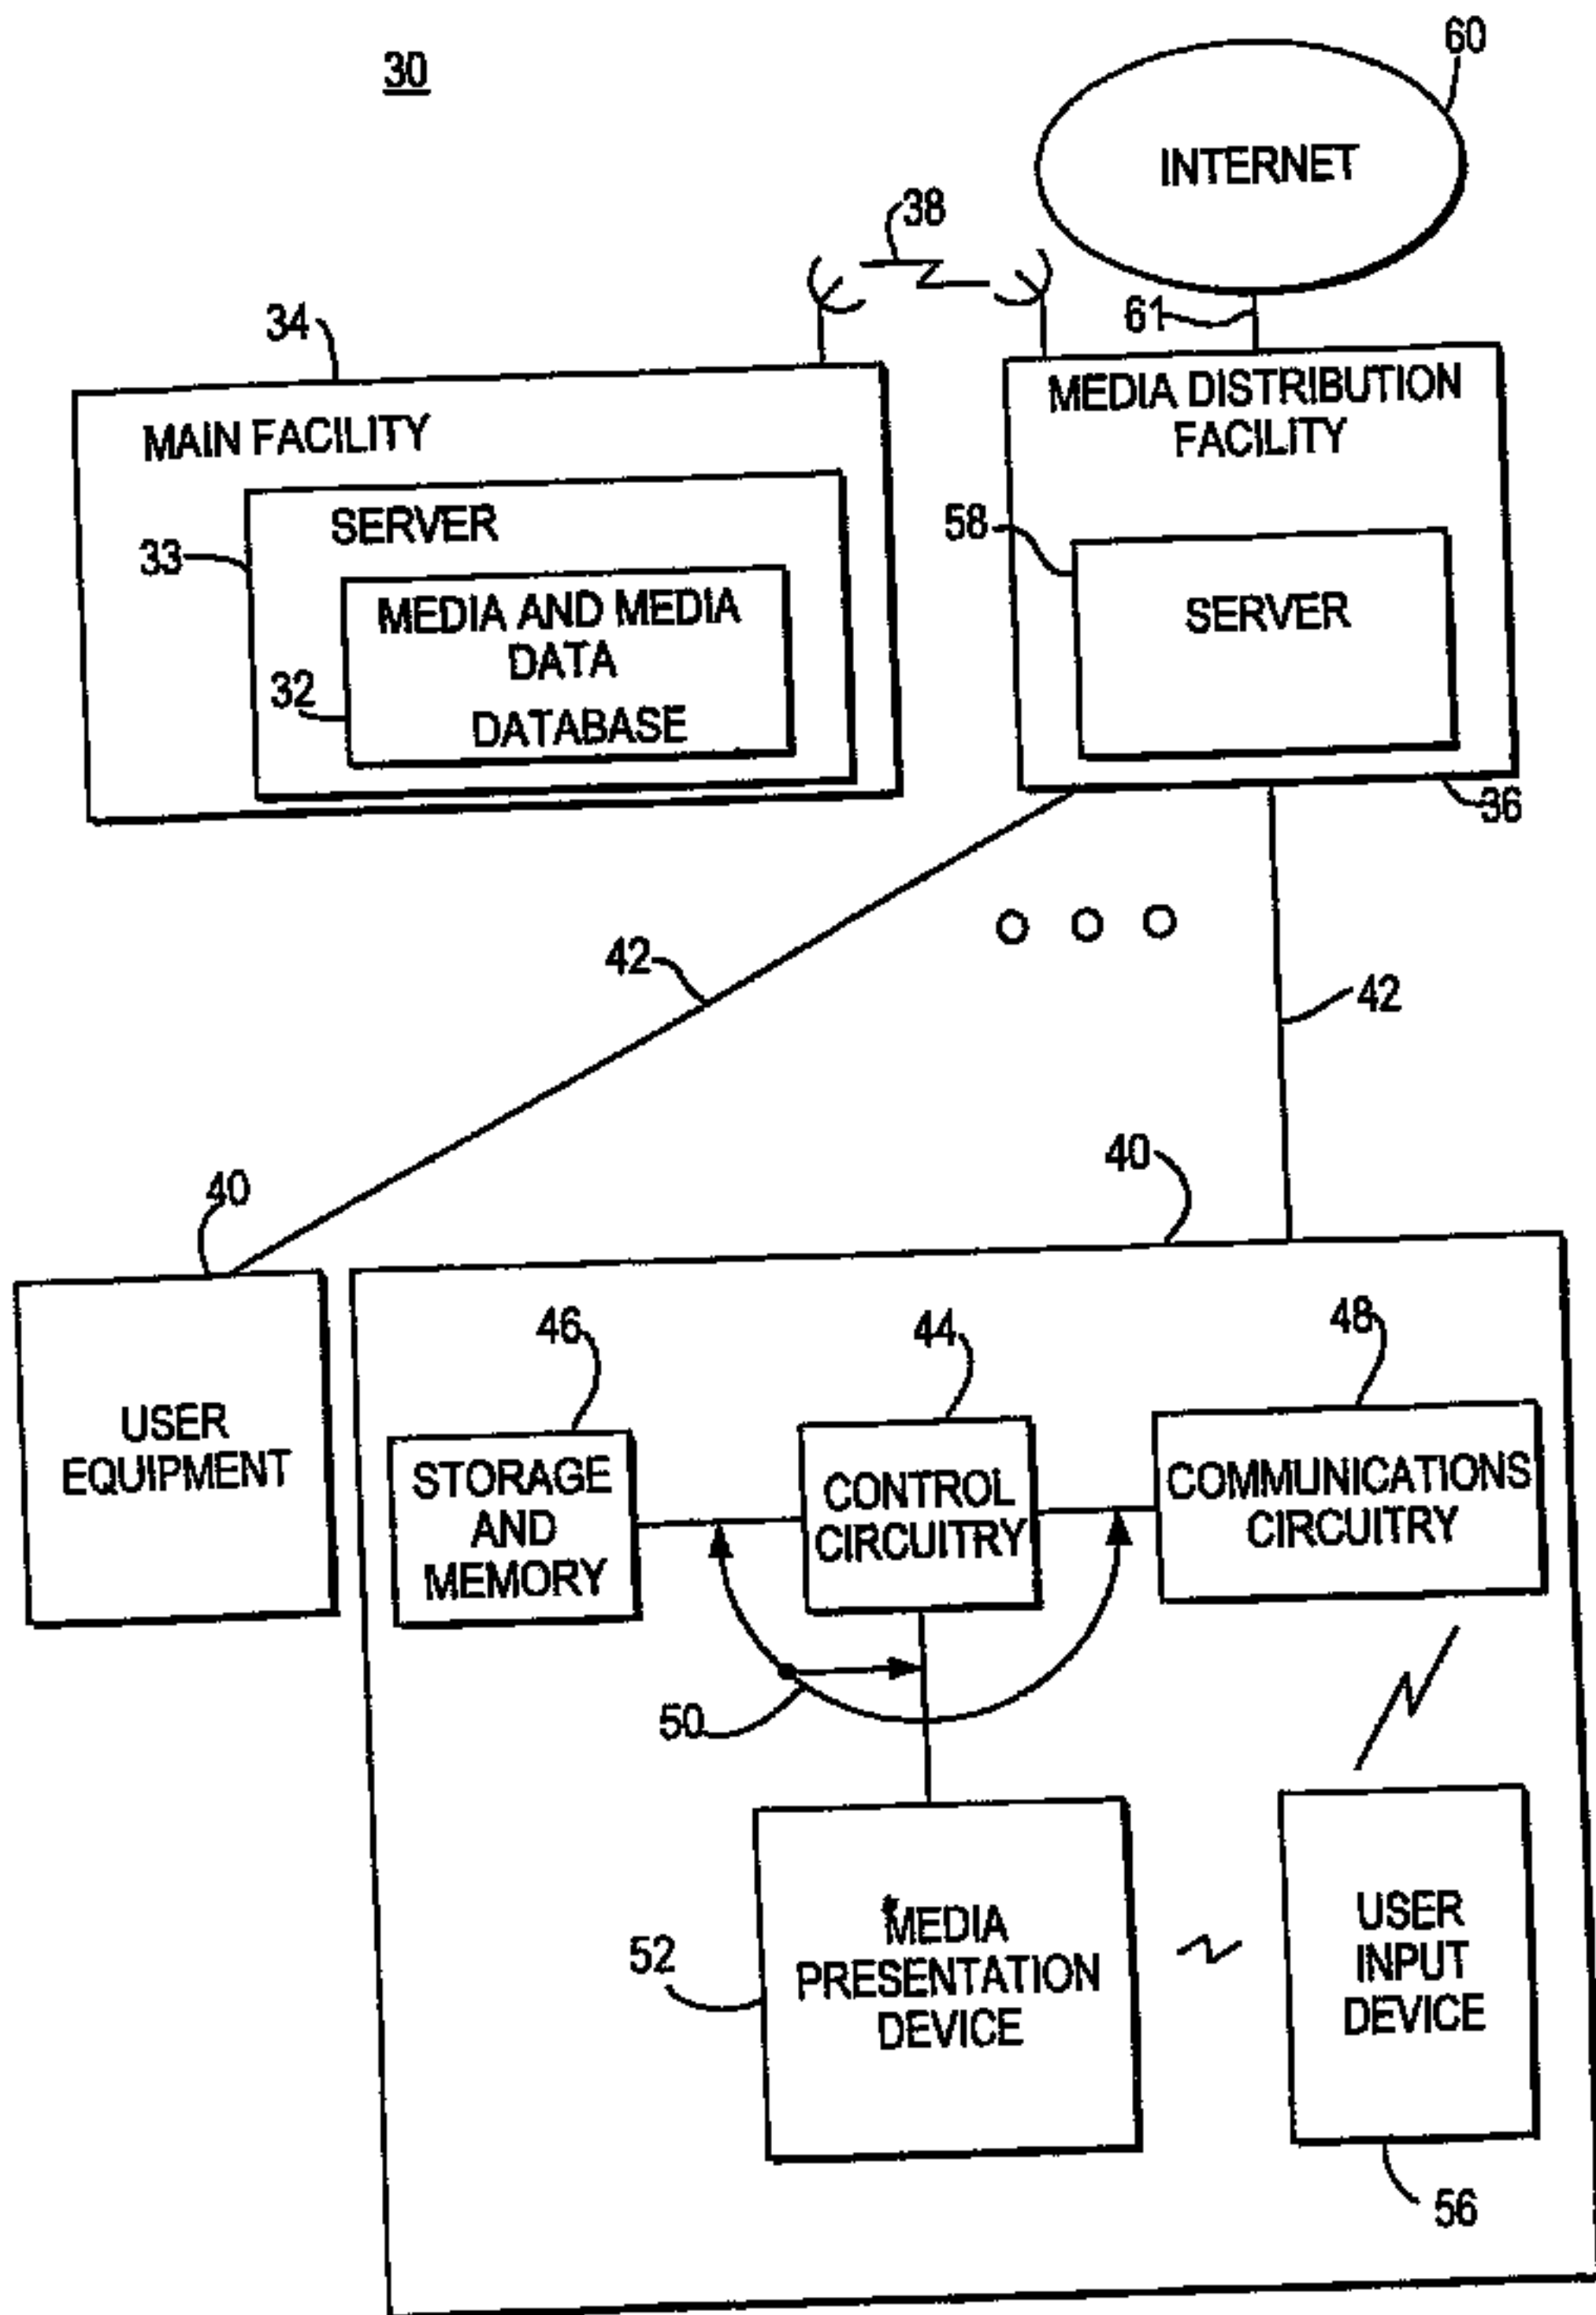 30
60
INTERNET
38
61
34
MAIN FACILITY
33
SERVER
32
MEDIA AND MEDIA
DATA
DATABASE
MEDIA DISTRIBUTION
FACILITY
58
SERVER
36
42
42
40
USER
EQUIPMENT
40
46
STORAGE
AND
MEMORY
44
CONTROL
CIRCUITRY
48
COMMUNICATIONS
CIRCUITRY
50
52
MEDIA
PRESENTATION
DEVICE
USER
INPUT
DEVICE
56